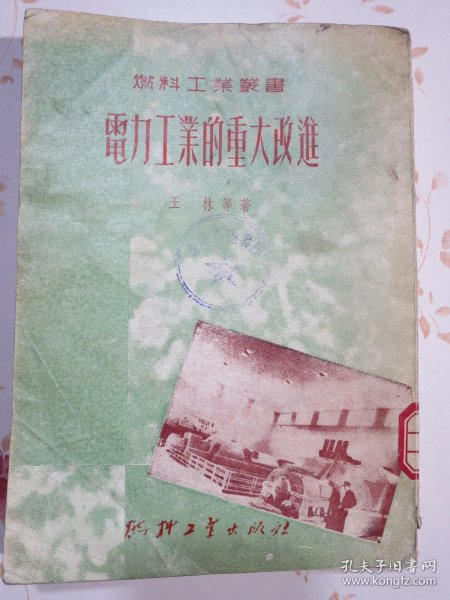 燃料工業叢書
電力工業的重大改進
王林等著
燃料工業出版社
孔夫子旧书网
www.kongfz.com